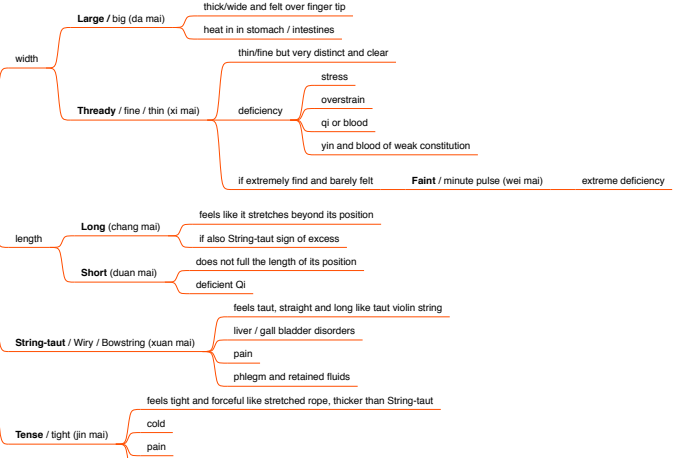 thick/wide and felt over finger tip
Large / big (da mai)
heat in in stomach / intestines
width
thin/fine but very distinct and clear
stress
overstrain
Thready / fine / thin (xi mai)
deficiency
qi or blood
yin and blood of weak constitution
if extremely find and barely felt
Faint / minute pulse (wei mai)
extreme deficiency
feels like it stretches beyond its position
Long (chang mai)
if also String-taut sign of excess
length
does not full the length of its position
Short (duan mai)
deficient Qi
feels taut, straight and long like taut violin string
liver / gall bladder disorders
String-taut / Wiry / Bowstring (xuan mai)
pain
phlegm and retained fluids
feels tight and forceful like stretched rope, thicker than String-taut
cold
Tense / tight (jin mai)
pain